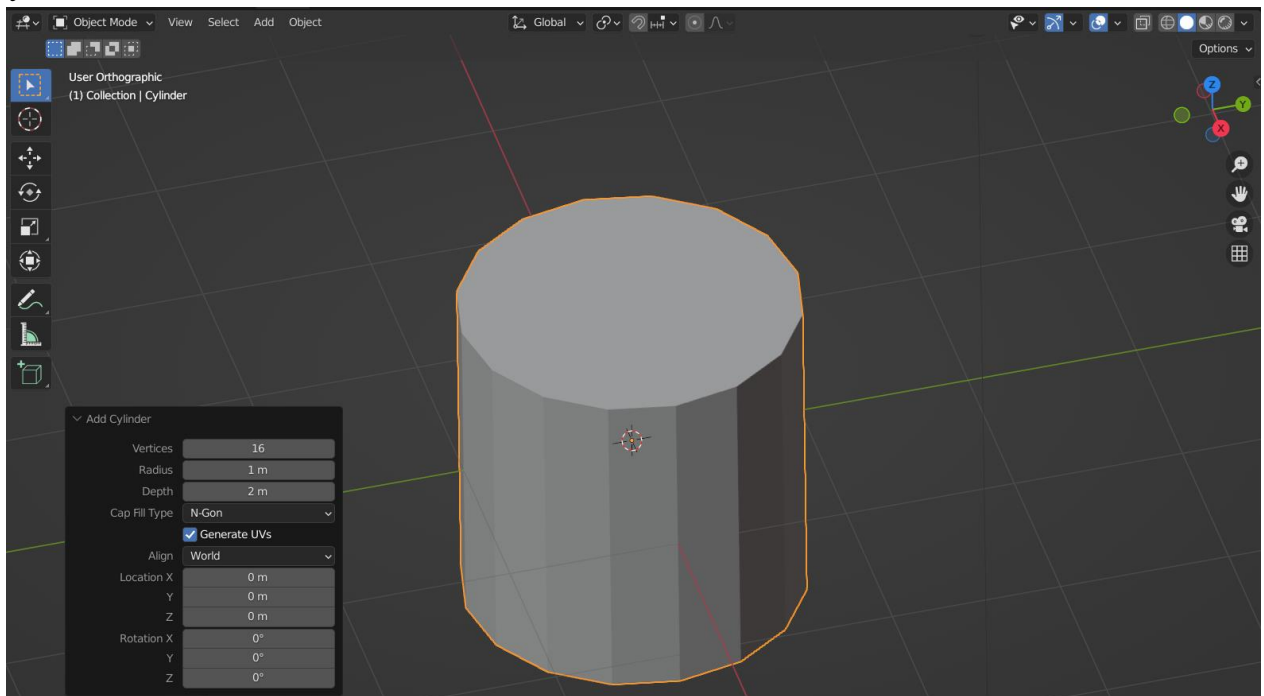 Object Mode View Select Add Object Global
Options
User Orthographic
(1) Collection | Cylinder
Z
Y
X
Add Cylinder
Vertices 16
Radius 1 m
Depth 2 m
Cap Fill Type N-Gon
Generate UVs
Align World
Location X 0 m
Y 0 m
Z 0 m
Rotation X 0°
Y 0°
Z 0°